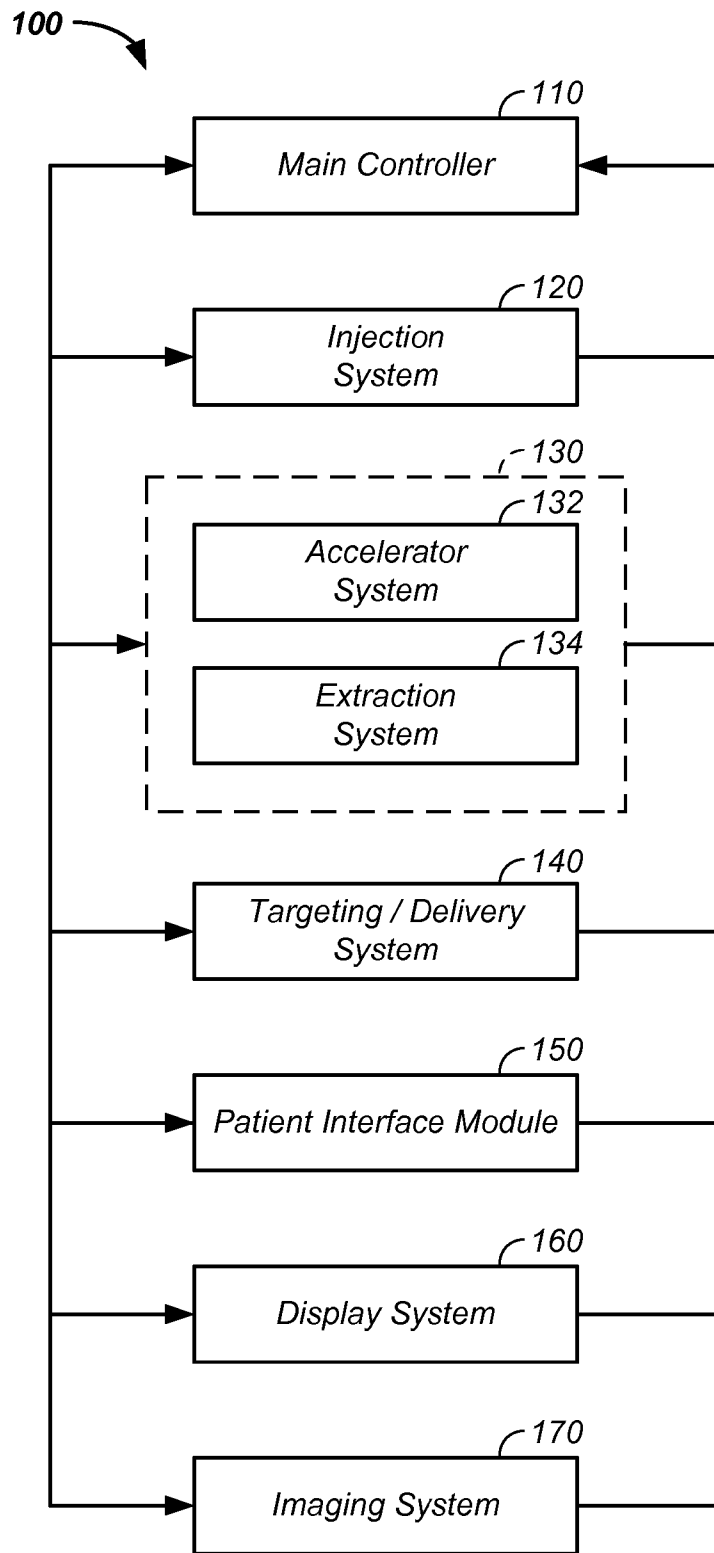 100
110
Main Controller
120
Injection
System
130
132
Accelerator
System
134
Extraction
System
140
Targeting / Delivery
System
150
Patient Interface Module
160
Display System
170
Imaging System